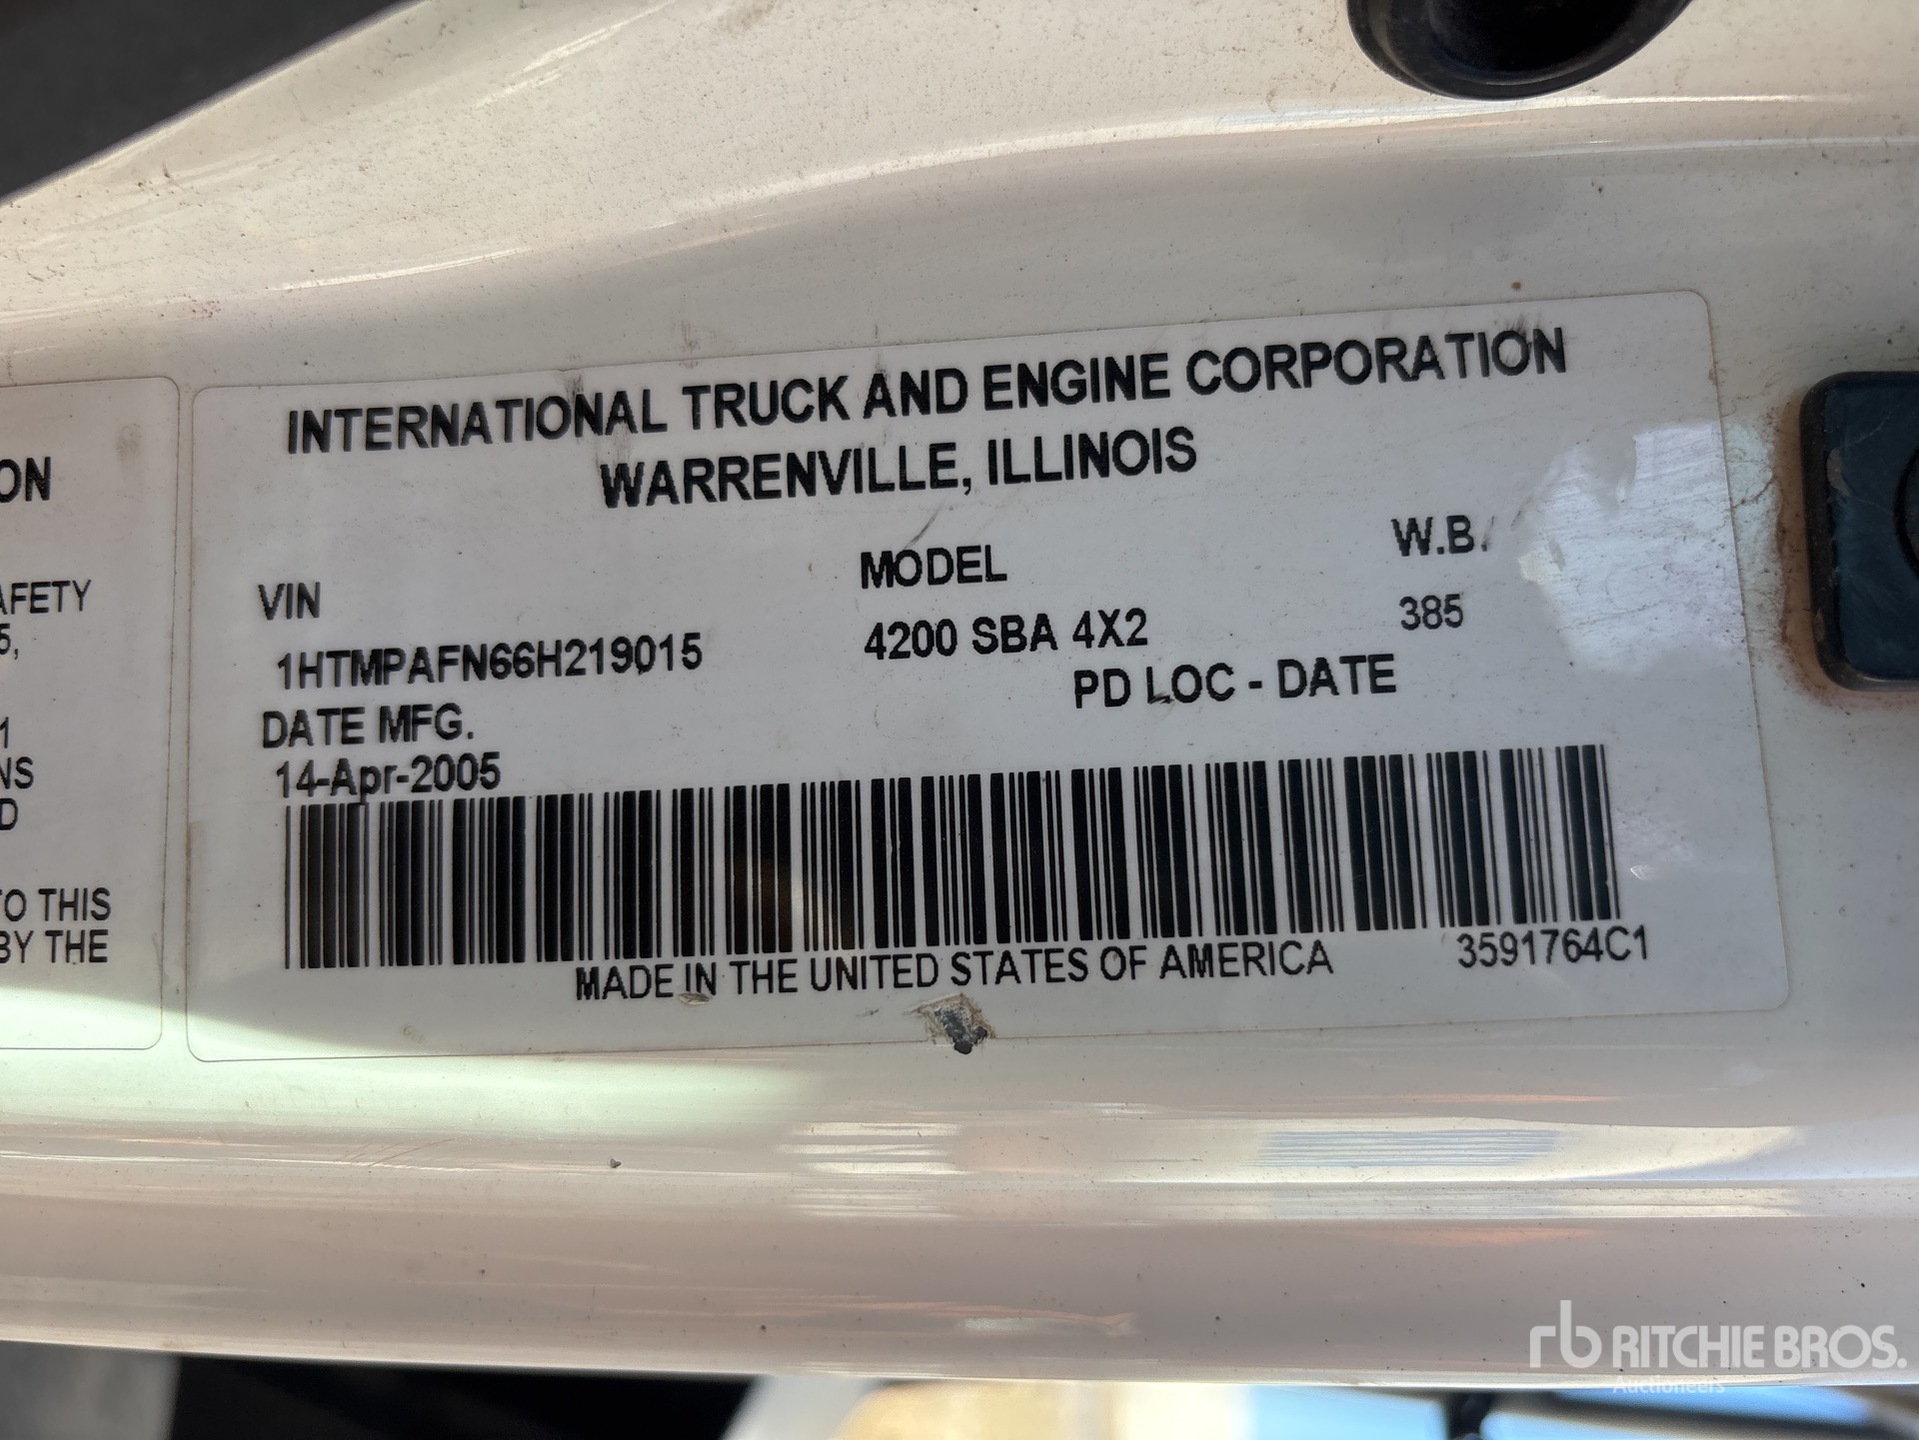 ON
AFETY
5,
1
NS
D
TO THIS
BY THE
INTERNATIONAL TRUCK AND ENGINE CORPORATION
WARRENVILLE, ILLINOIS
VIN MODEL W.B.
1HTMPAFN66H219015 4200 SBA 4X2 385
DATE MFG. PD LOC - DATE
14-Apr-2005
MADE IN THE UNITED STATES OF AMERICA 3591764C1
rb RITCHIE BROS.
Auctioneers